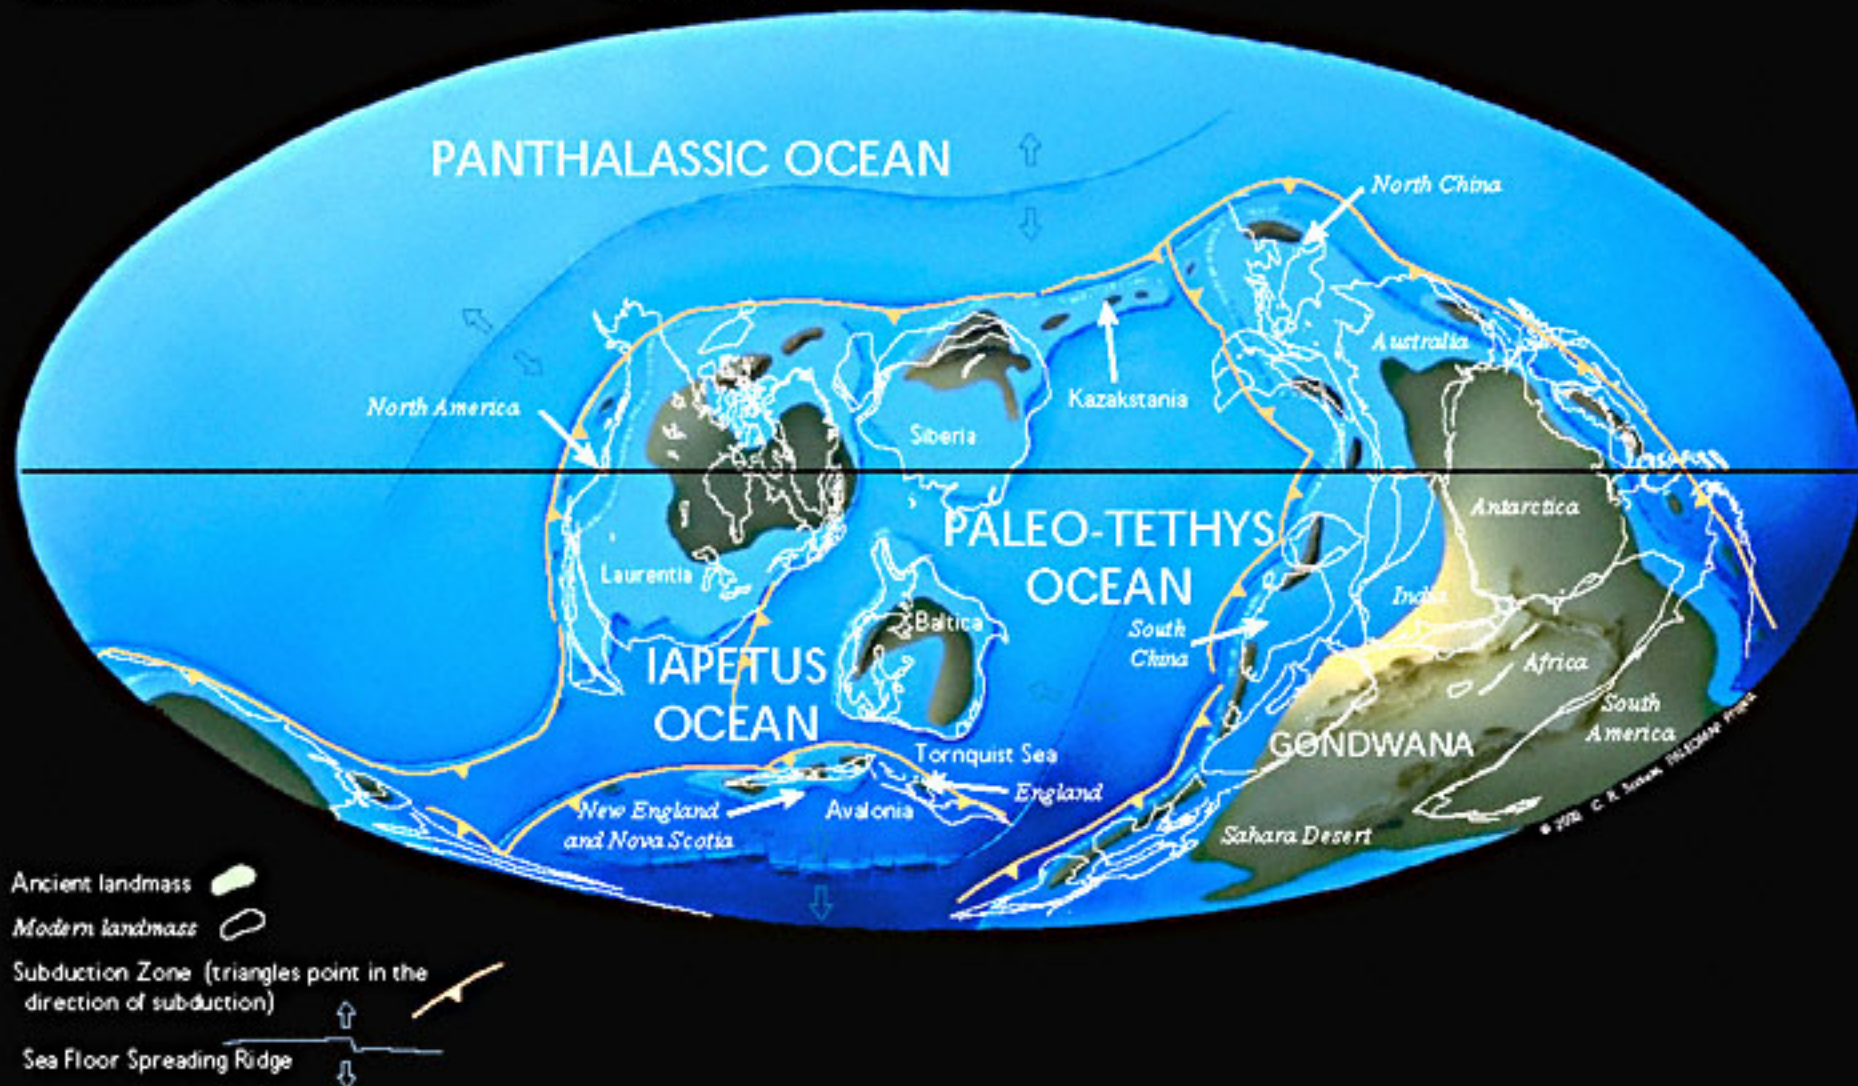 PANTHALASSIC OCEAN
North China
Australia
North America
Kazakstania
Siberia
Antarctica
PALEO-TETHYS
OCEAN
Laurentia
India
Baltica
South
China
Africa
IAPETUS
OCEAN
South
America
GONDWANA
Tornquist Sea
England
New England
and Nova Scotia
Avalonia
Sahara Desert
Ancient landmass
Modern landmass
Subduction Zone (triangles point in the
direction of subduction)
Sea Floor Spreading Ridge